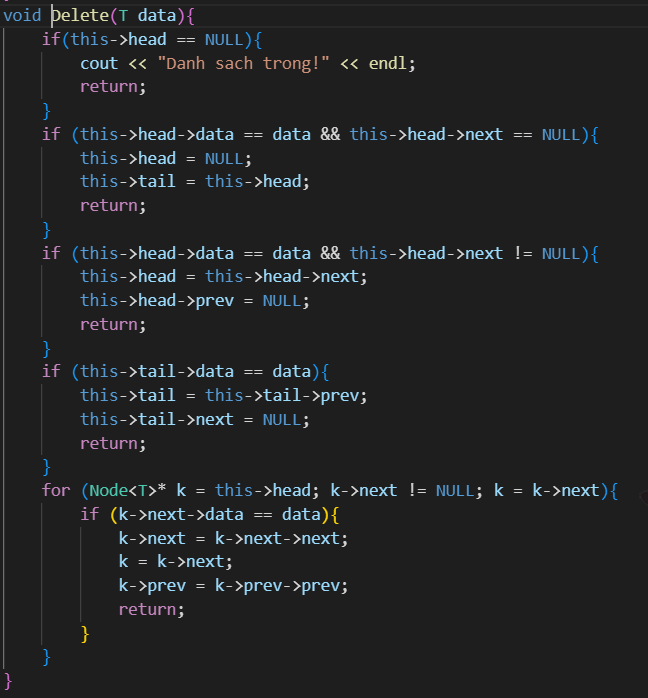 void Delete(T data){
    if(this->head == NULL){
        cout << "Danh sach trong!" << endl;
        return;
    }
    if (this->head->data == data && this->head->next == NULL){
        this->head = NULL;
        this->tail = this->head;
        return;
    }
    if (this->head->data == data && this->head->next != NULL){
        this->head = this->head->next;
        this->head->prev = NULL;
        return;
    }
    if (this->tail->data == data){
        this->tail = this->tail->prev;
        this->tail->next = NULL;
        return;
    }
    for (Node<T>* k = this->head; k->next != NULL; k = k->next){
        if (k->next->data == data){
            k->next = k->next->next;
            k = k->next;
            k->prev = k->prev->prev;
            return;
        }
    }
}